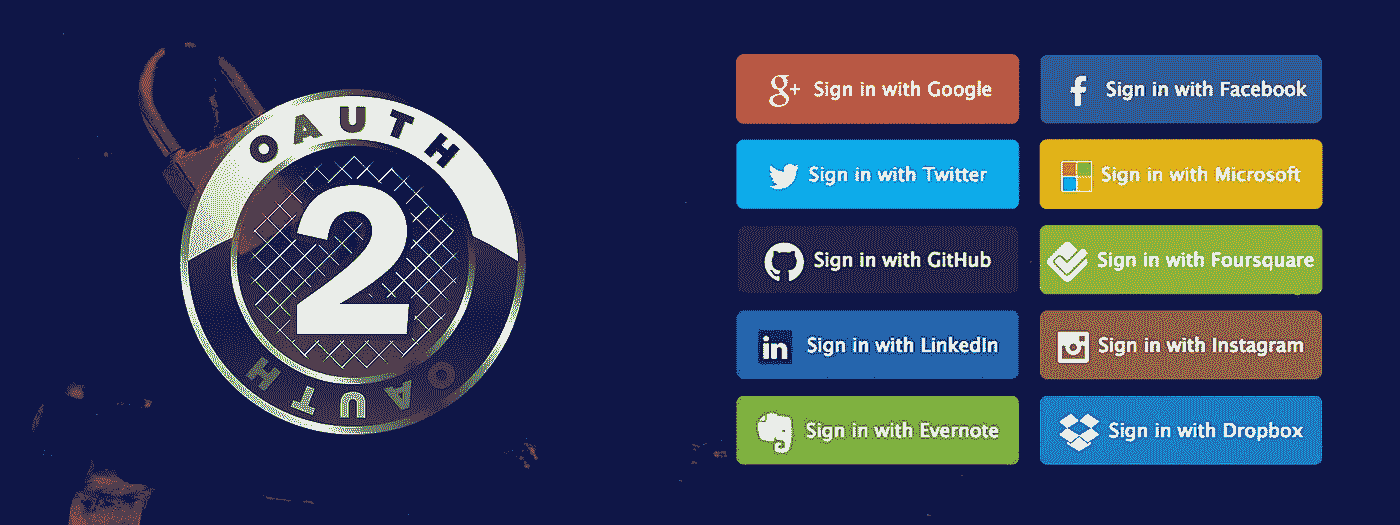 OAUTH
2
OAUTH
g+ Sign in with Google
f Sign in with Facebook
Sign in with Twitter
Sign in with Microsoft
Sign in with GitHub
Sign in with Foursquare
in Sign in with LinkedIn
Sign in with Instagram
Sign in with Evernote
Sign in with Dropbox